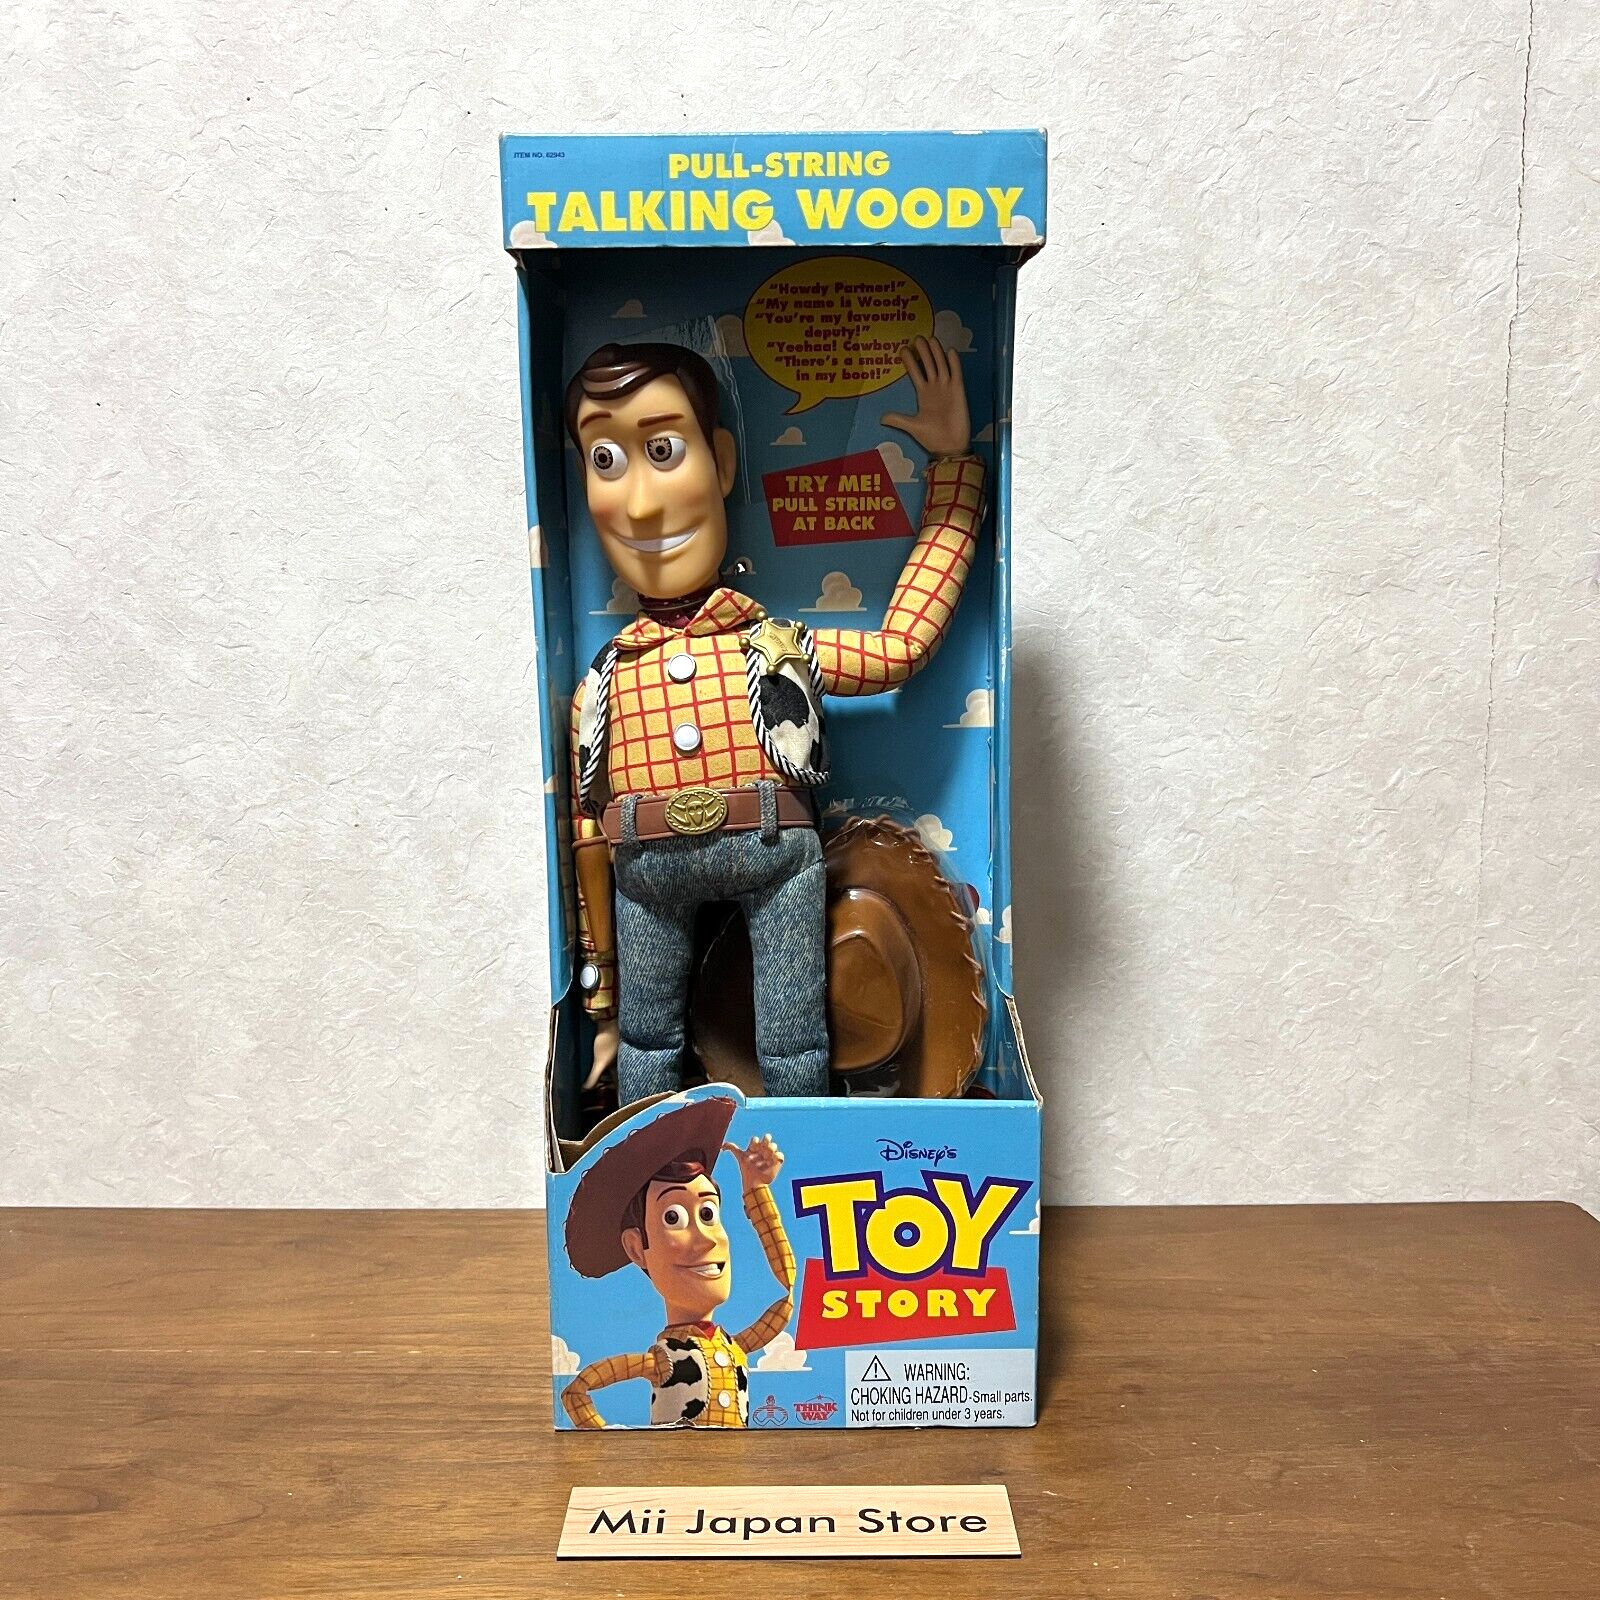 ITEM NO. 62943
PULL-STRING
TALKING WOODY
"Howdy Partner!"
"My name is Woody"
"You're my favourite
deputy!"
"Yeehaa! Cowboy"
"There's a snake
in my boot!"
TRY ME!
PULL STRING
AT BACK
Disney's
TOY
STORY
THINK
WAY
WARNING:
CHOKING HAZARD-Small parts.
Not for children under 3 years.
Mii Japan Store